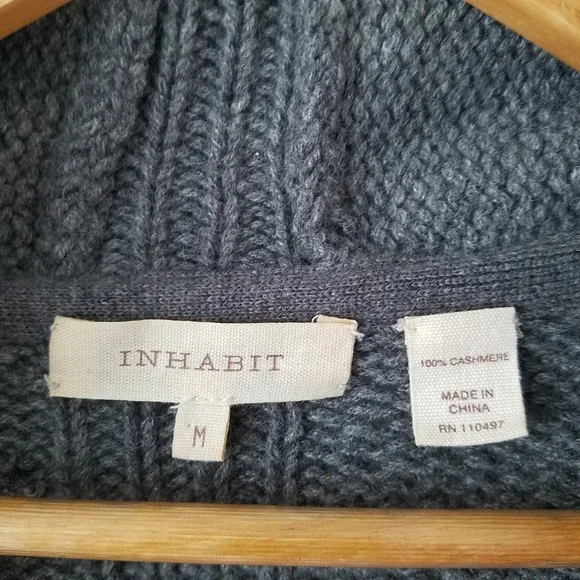 INHABIT
M
100% CASHMERE
MADE IN
CHINA
RN 110497